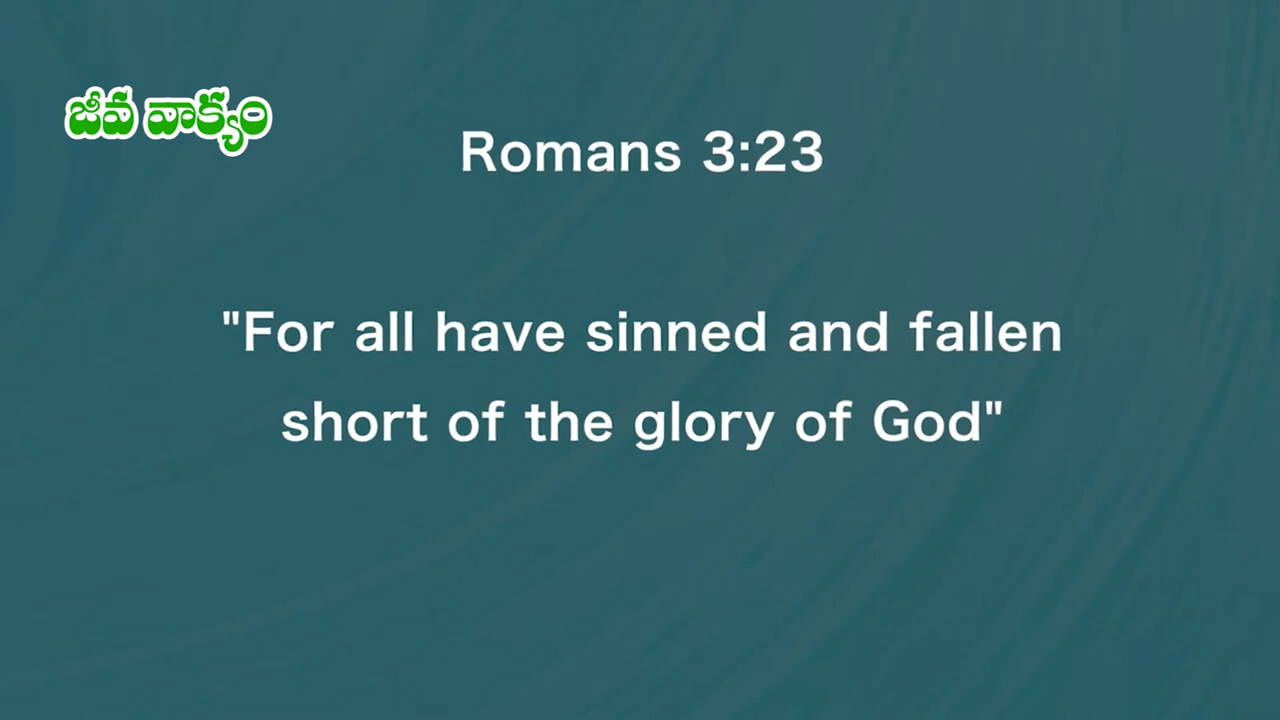 జీవ వాక్యం
Romans 3:23
"For all have sinned and fallen
short of the glory of God"